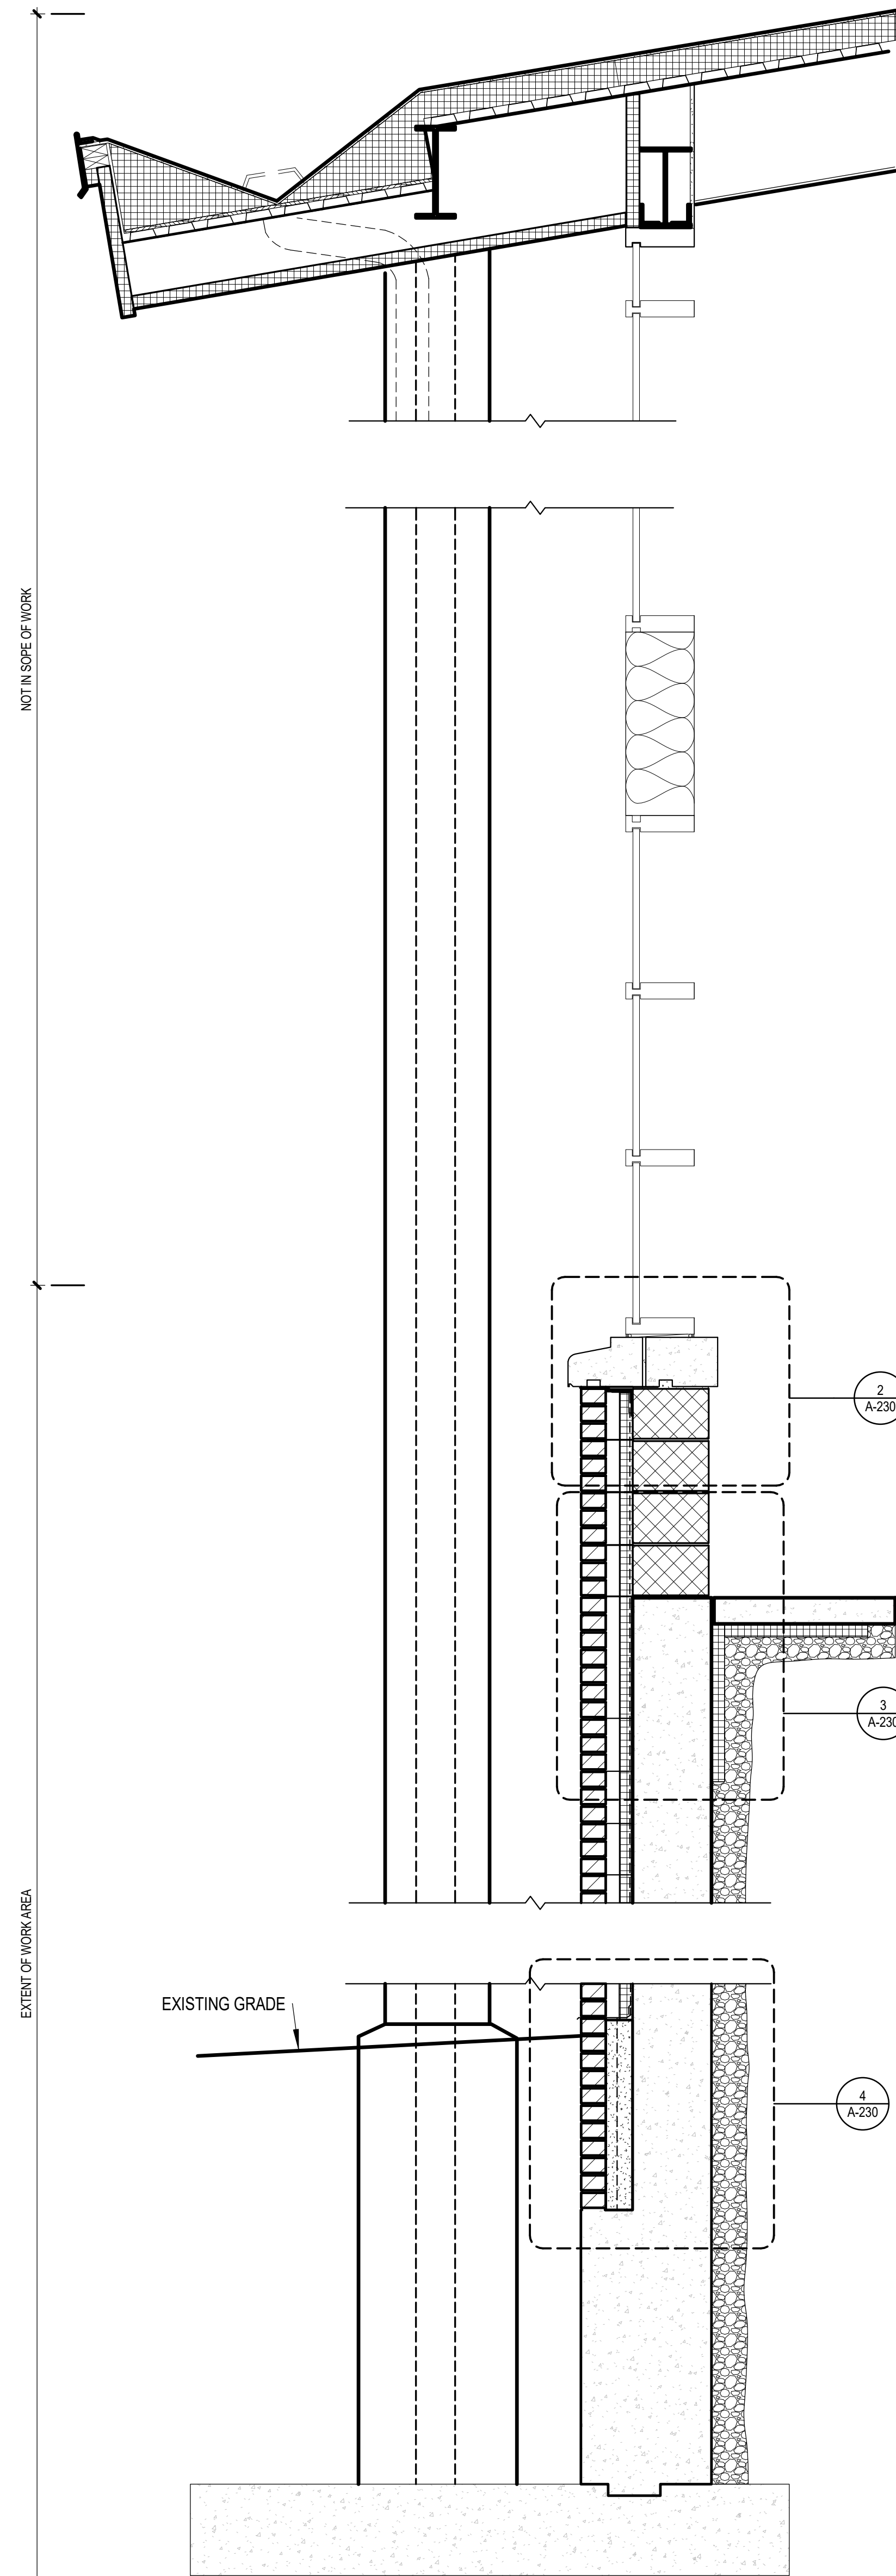 NOT IN SOPE OF WORK
2
A-230
3
A-230
EXTENT OF WORK AREA
EXISTING GRADE
4
A-230